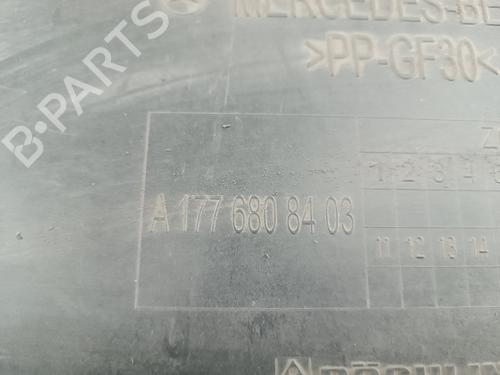 MERCEDES-BE
>PP-GF30<
B-PARTS
Z
1 2 3 4
A 177 680 84 03
11 12 13 14